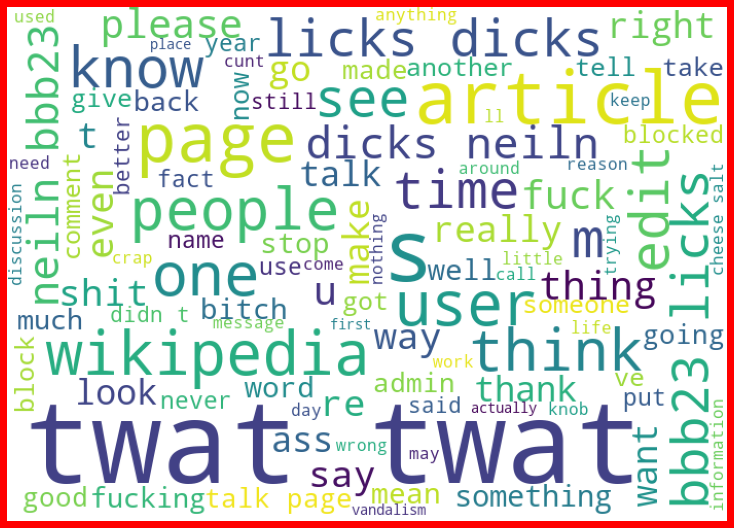 used
please
place
year
anything
licks dicks
right
bbb23
know
cunt
go
made
another
tell
take
give
back
now
still
see
article
keep
t
page
ll
dicks neiln
blocked
need
better
fact
talk
around
reason
time
fuck
edit
cheese salt
discussion
neiln
comment
even
people
name
stop
make
nothing
s
really
m
trying
licks
crap
one
use
come
well
little
call
thing
shit
u
got
user
someone
much
didn t
bitch
message
first
way
life
going
block
wikipedia
think
work
look
never
word
re
admin
thank
ve
put
day
said
actually
knob
twat twat
ass
wrong
may
want
bbb23
information
say
mean
something
good
fucking
talk page
vandalism